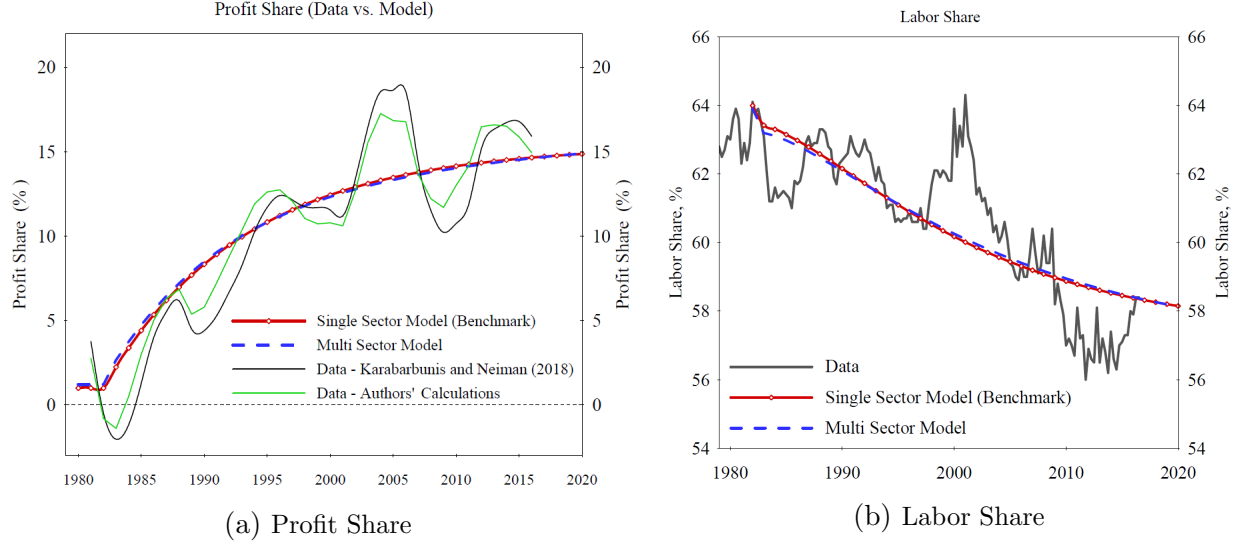 Profit Share (Data vs. Model)
20
15
10
5
0
Profit Share (%)
20
15
10
5
0
Profit Share (%)
Single Sector Model (Benchmark)
Multi Sector Model
Data - Karabarbunis and Neiman (2018)
Data - Authors' Calculations
1980 1985 1990 1995 2000 2005 2010 2015 2020
(a) Profit Share
Labor Share
66
64
62
60
58
56
54
Labor Share, %
66
64
62
60
58
56
54
Labor Share, %
Data
Single Sector Model (Benchmark)
Multi Sector Model
1980 1990 2000 2010 2020
(b) Labor Share